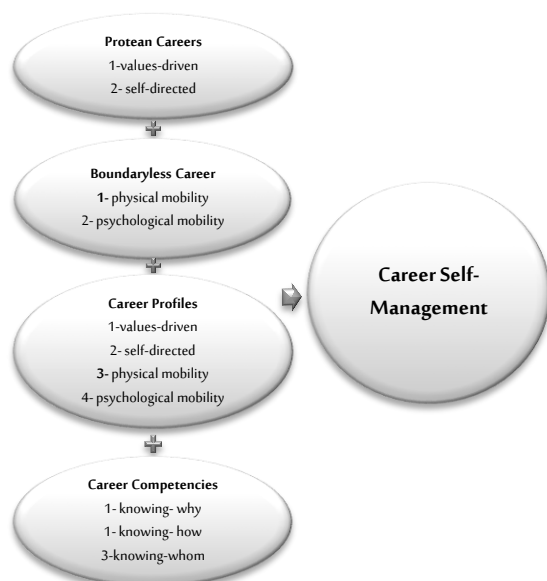 Protean Careers
1-values-driven
2- self-directed
Boundaryless Career
1- physical mobility
2- psychological mobility
Career Profiles
1-values-driven
2- self-directed
3- physical mobility
4- psychological mobility
Career Competencies
1- knowing- why
1- knowing- how
3-knowing-whom
Career Self-
Management